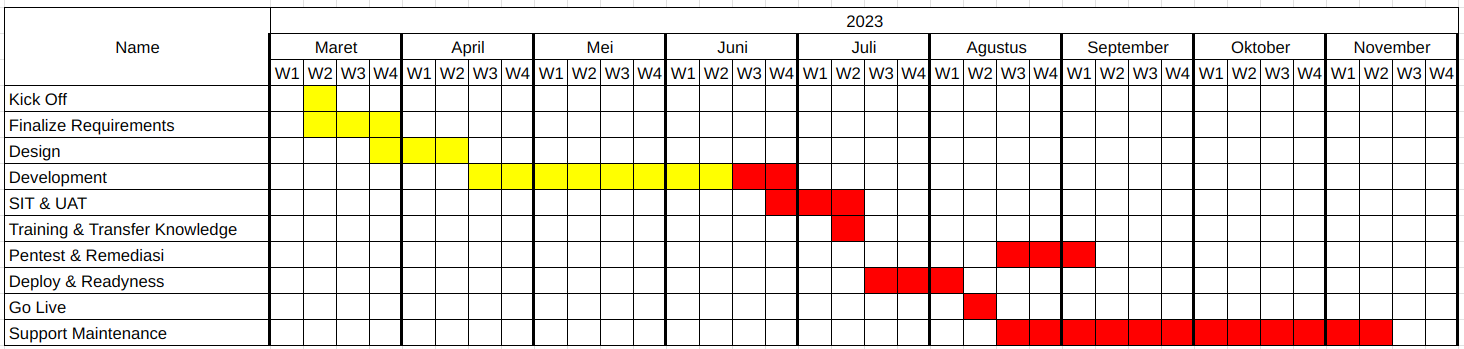 2023
Name Maret April Mei Juni Juli Agustus September Oktober November
W1 W2 W3 W4 W1 W2 W3 W4 W1 W2 W3 W4 W1 W2 W3 W4 W1 W2 W3 W4 W1 W2 W3 W4 W1 W2 W3 W4 W1 W2 W3 W4 W1 W2 W3 W4
Kick Off
Finalize Requirements
Design
Development
SIT & UAT
Training & Transfer Knowledge
Pentest & Remediasi
Deploy & Readyness
Go Live
Support Maintenance